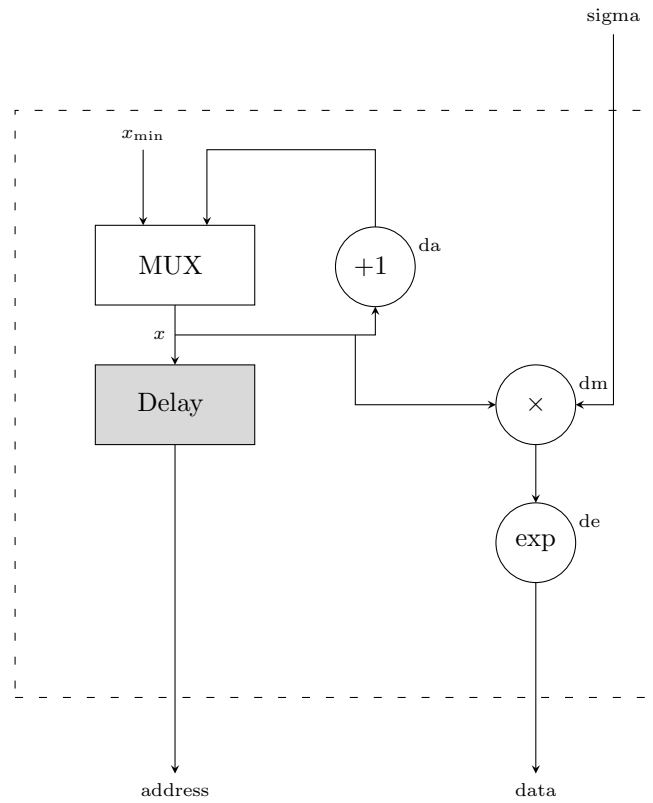 sigma
x_min
MUX
+1
da
x
Delay
×
dm
exp
de
address
data